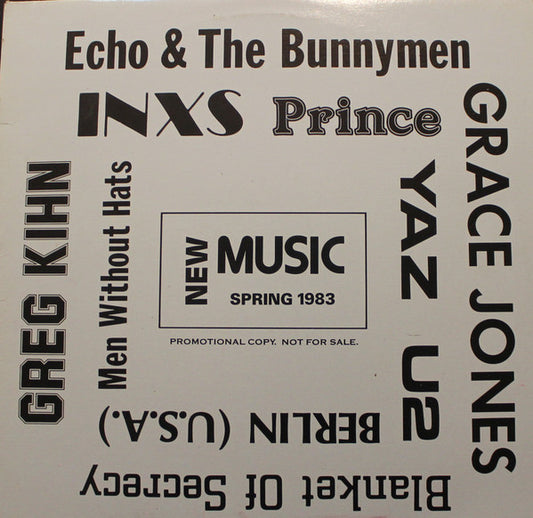 Echo & The Bunnymen
INXS Prince
GRACE JONES
YAZ U2
GREG KIHN
Men Without Hats
NEW MUSIC
SPRING 1983
PROMOTIONAL COPY. NOT FOR SALE.
BERLIN (U.S.A.)
Blanket Of Secrecy